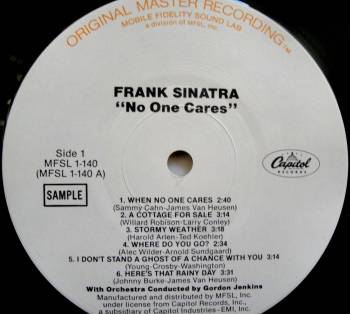 ORIGINAL MASTER RECORDING™
MOBILE FIDELITY SOUND LAB
a division of MFSL, Inc.
FRANK SINATRA
"No One Cares"
Side 1
MFSL 1-140
(MFSL 1-140 A)
SAMPLE
Capitol
RECORDS
1. WHEN NO ONE CARES 2:40
(Sammy Cahn-James Van Heusen)
2. A COTTAGE FOR SALE 3:14
(Willard Robison-Larry Conley)
3. STORMY WEATHER 3:18
(Harold Arlen-Ted Koehler)
4. WHERE DO YOU GO? 2:34
(Alec Wilder-Arnold Sundgaard)
5. I DON'T STAND A GHOST OF A CHANCE WITH YOU 3:14
(Young-Crosby-Washington)
6. HERE'S THAT RAINY DAY 3:31
(Johnny Burke-James Van Heusen)
With Orchestra Conducted by Gordon Jenkins
Manufactured and distributed by MFSL, Inc.
under license from Capitol Records, Inc.
a subsidiary of Capitol Industries-EMI, Inc.